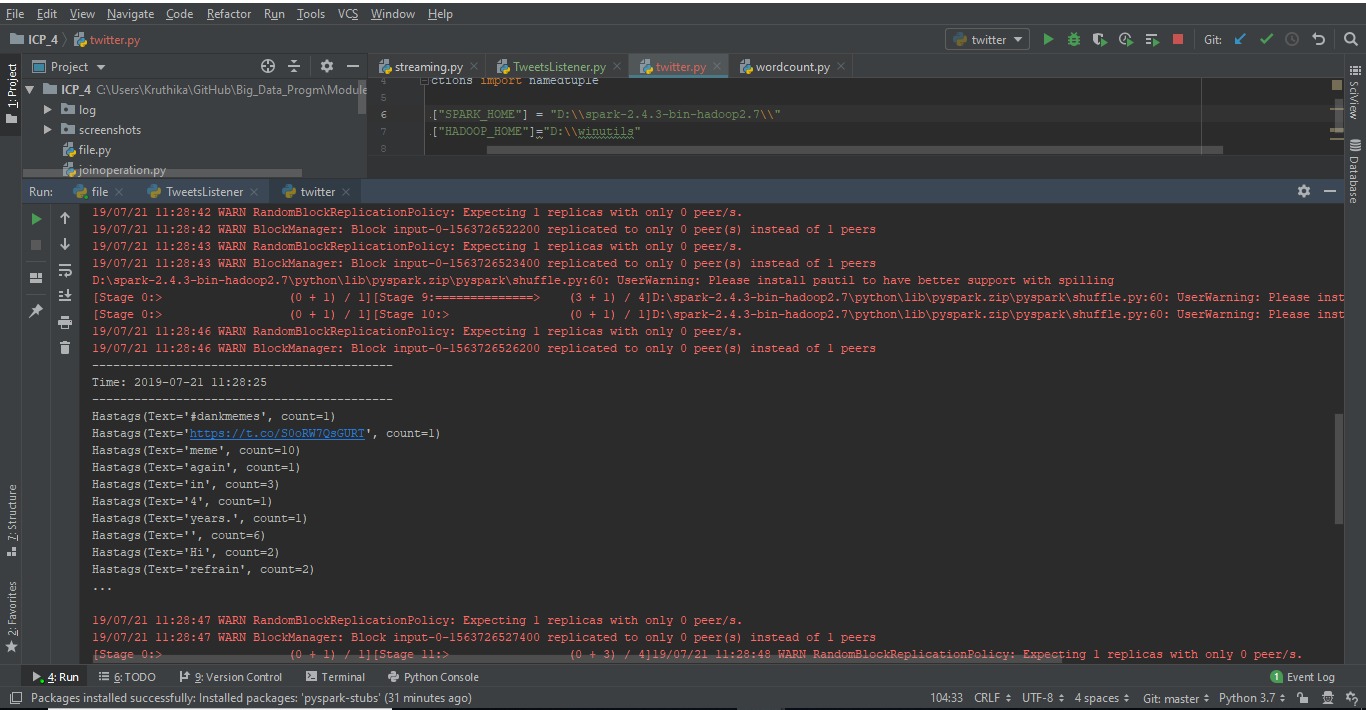 File Edit View Navigate Code Refactor Run Tools VCS Window Help
ICP_4 twitter.py
twitter
Git:
1: Project
Project
streaming.py
TweetsListener.py
twitter.py
wordcount.py
ICP_4 C:\Users\Kruthika\GitHub\Big_Data_Progm\Module
log
screenshots
file.py
joinoperation.py
4
ctions import namedtuple
5
6 .["SPARK_HOME"] = "D:\\spark-2.4.3-bin-hadoop2.7\\"
7 .["HADOOP_HOME"]="D:\\winutils"
8
SciView
Database
Run: file TweetsListener twitter
19/07/21 11:28:42 WARN RandomBlockReplicationPolicy: Expecting 1 replicas with only 0 peer/s.
19/07/21 11:28:42 WARN BlockManager: Block input-0-1563726522200 replicated to only 0 peer(s) instead of 1 peers
19/07/21 11:28:43 WARN RandomBlockReplicationPolicy: Expecting 1 replicas with only 0 peer/s.
19/07/21 11:28:43 WARN BlockManager: Block input-0-1563726523400 replicated to only 0 peer(s) instead of 1 peers
D:\spark-2.4.3-bin-hadoop2.7\python\lib\pyspark.zip\pyspark\shuffle.py:60: UserWarning: Please install psutil to have better support with spilling
[Stage 0:> (0 + 1) / 1][Stage 9:==============> (3 + 1) / 4]D:\spark-2.4.3-bin-hadoop2.7\python\lib\pyspark.zip\pyspark\shuffle.py:60: UserWarning: Please inst
[Stage 0:> (0 + 1) / 1][Stage 10:> (0 + 1) / 1]D:\spark-2.4.3-bin-hadoop2.7\python\lib\pyspark.zip\pyspark\shuffle.py:60: UserWarning: Please inst
19/07/21 11:28:46 WARN RandomBlockReplicationPolicy: Expecting 1 replicas with only 0 peer/s.
19/07/21 11:28:46 WARN BlockManager: Block input-0-1563726526200 replicated to only 0 peer(s) instead of 1 peers
-------------------------------------------
Time: 2019-07-21 11:28:25
-------------------------------------------
Hastags(Text='#dankmemes', count=1)
Hastags(Text='https://t.co/S0oRW7QsGURT', count=1)
Hastags(Text='meme', count=10)
Hastags(Text='again', count=1)
Hastags(Text='in', count=3)
Hastags(Text='4', count=1)
Hastags(Text='years.', count=1)
Hastags(Text='', count=6)
Hastags(Text='Hi', count=2)
Hastags(Text='refrain', count=2)
...
19/07/21 11:28:47 WARN RandomBlockReplicationPolicy: Expecting 1 replicas with only 0 peer/s.
19/07/21 11:28:47 WARN BlockManager: Block input-0-1563726527400 replicated to only 0 peer(s) instead of 1 peers
[Stage 0:> (0 + 1) / 1][Stage 11:> (0 + 3) / 4]19/07/21 11:28:48 WARN RandomBlockReplicationPolicy: Expecting 1 replicas with only 0 peer/s.
7: Structure
2: Favorites
4: Run 6: TODO 9: Version Control Terminal Python Console 1 Event Log
Packages installed successfully: Installed packages: 'pyspark-stubs' (31 minutes ago) 104:33 CRLF UTF-8 4 spaces Git: master Python 3.7